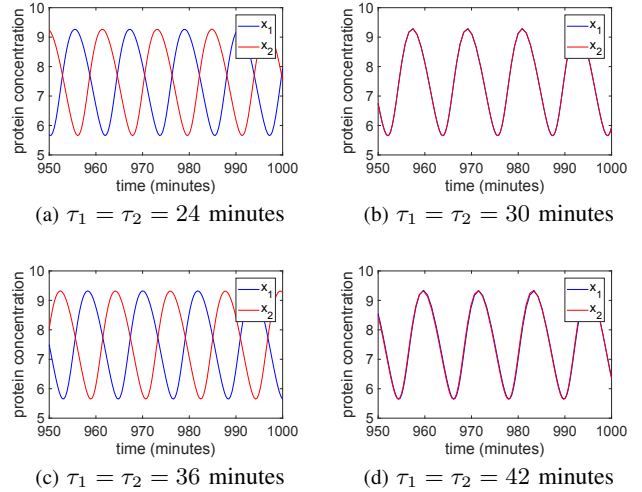 10
9
8
7
6
5
protein concentration
950 960 970 980 990 1000
time (minutes)
x1
x2
(a) τ1 = τ2 = 24 minutes
10
9
8
7
6
5
protein concentration
950 960 970 980 990 1000
time (minutes)
x1
x2
(b) τ1 = τ2 = 30 minutes
10
9
8
7
6
5
protein concentration
950 960 970 980 990 1000
time (minutes)
x1
x2
(c) τ1 = τ2 = 36 minutes
10
9
8
7
6
5
protein concentration
950 960 970 980 990 1000
time (minutes)
x1
x2
(d) τ1 = τ2 = 42 minutes